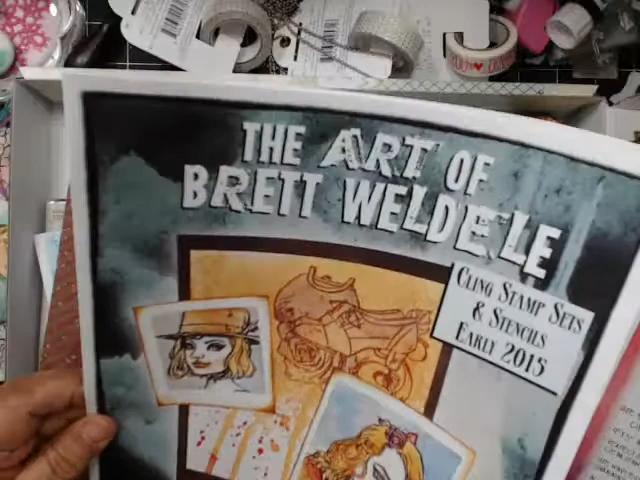 THE ART OF
BRETT WELDELE
CLING STAMP SETS
& STENCILS
EARLY 2015